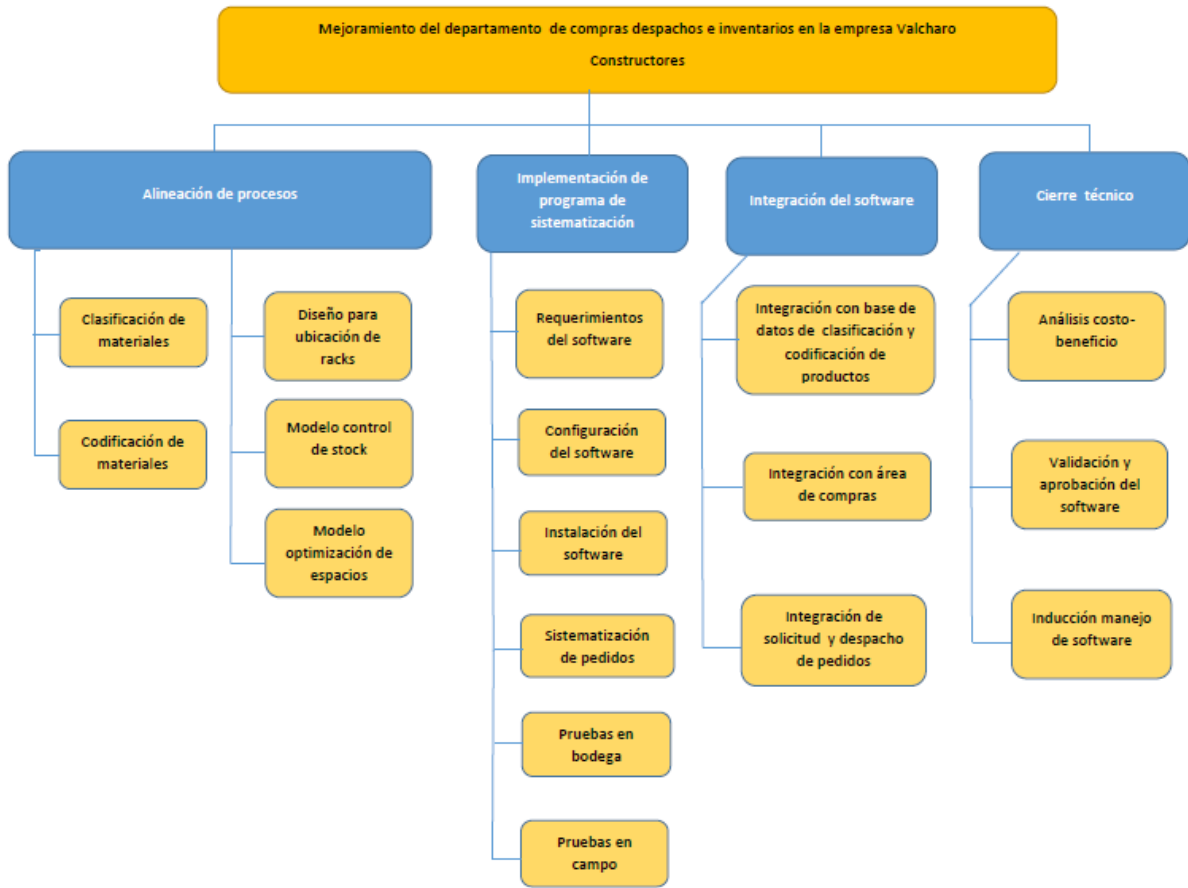 Mejoramiento del departamento de compras despachos e inventarios en la empresa Valcharo
Constructores
Alineación de procesos
Clasificación de
materiales
Codificación de
materiales
Diseño para
ubicación de
racks
Modelo control
de stock
Modelo
optimización de
espacios
Implementación de
programa de
sistematización
Requerimientos
del software
Configuración
del software
Instalación del
software
Sistematización
de pedidos
Pruebas en
bodega
Pruebas en
campo
Integración del software
Integración con base de
datos de clasificación y
codificación de
productos
Integración con área
de compras
Integración de
solicitud y despacho
de pedidos
Cierre técnico
Análisis costo-
beneficio
Validación y
aprobación del
software
Inducción manejo
de software